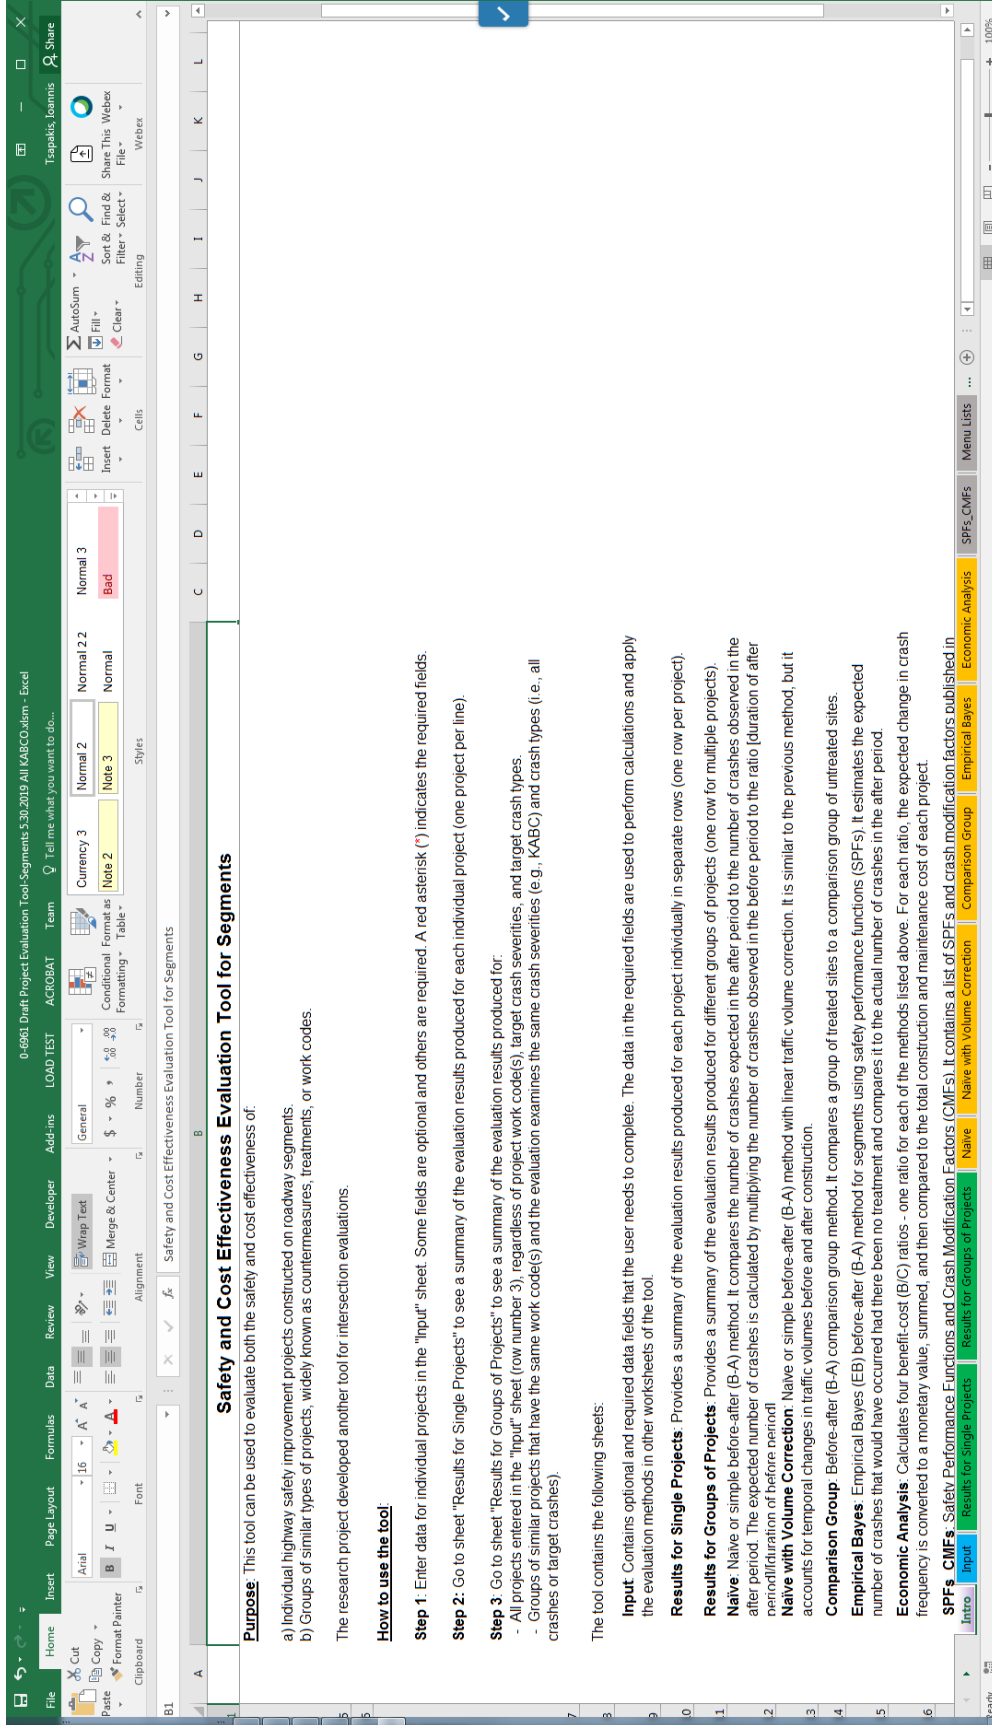 0-6961 Draft Project Evaluation Tool-Segments 5.30.2019 All KABCO.xlsm - Excel
Tsapakis, Ioannis
Share
File
Home
Insert
Page Layout
Formulas
Data
Review
View
Developer
Add-ins
LOAD TEST
ACROBAT
Team
Tell me what you want to do...
Paste
Cut
Copy
Format Painter
Clipboard
Arial
16
B I U
Font
Wrap Text
Merge & Center
Alignment
General
$ % ,
Number
Conditional Formatting
Format as Table
Currency 3
Normal 2
Normal 2 2
Normal 3
Note 2
Note 3
Normal
Bad
Styles
Insert Delete Format
Cells
AutoSum
Fill
Clear
Sort & Filter
Find & Select
Editing
Share This File
Webex
Webex
B1
fx
Safety and Cost Effectiveness Evaluation Tool for Segments
A B C D E F G H I J K L
Safety and Cost Effectiveness Evaluation Tool for Segments
Purpose: This tool can be used to evaluate both the safety and cost effectiveness of:
a) Individual highway safety improvement projects constructed on roadway segments.
b) Groups of similar types of projects, widely known as countermeasures, treatments, or work codes.
The research project developed another tool for intersection evaluations.
How to use the tool:
Step 1: Enter data for individual projects in the "Input" sheet. Some fields are optional and others are required. A red asterisk (*) indicates the required fields.
Step 2: Go to sheet "Results for Single Projects" to see a summary of the evaluation results produced for each individual project (one project per line).
Step 3: Go to sheet "Results for Groups of Projects" to see a summary of the evaluation results produced for:
- All projects entered in the "Input" sheet (row number 3), regardless of project work code(s), target crash severities, and target crash types.
- Groups of similar projects that have the same work code(s) and the evaluation examines the same crash severities (e.g., KABC) and crash types (i.e., all
crashes or target crashes).
The tool contains the following sheets:
Input: Contains optional and required data fields that the user needs to complete. The data in the required fields are used to perform calculations and apply
the evaluation methods in other worksheets of the tool.
Results for Single Projects: Provides a summary of the evaluation results produced for each project individually in separate rows (one row per project).
Results for Groups of Projects: Provides a summary of the evaluation results produced for different groups of projects (one row for multiple projects).
Naïve: Naïve or simple before-after (B-A) method. It compares the number of crashes expected in the after period to the number of crashes observed in the
after period. The expected number of crashes is calculated by multiplying the number of crashes observed in the before period to the ratio [duration of after
period]/[duration of before period]
Naïve with Volume Correction: Naïve or simple before-after (B-A) method with linear traffic volume correction. It is similar to the previous method, but it
accounts for temporal changes in traffic volumes before and after construction.
Comparison Group: Before-after (B-A) comparison group method. It compares a group of treated sites to a comparison group of untreated sites.
Empirical Bayes: Empirical Bayes (EB) before-after (B-A) method for segments using safety performance functions (SPFs). It estimates the expected
number of crashes that would have occurred had there been no treatment and compares it to the actual number of crashes in the after period.
Economic Analysis: Calculates four benefit-cost (B/C) ratios - one ratio for each of the methods listed above. For each ratio, the expected change in crash
frequency is converted to a monetary value, summed, and then compared to the total construction and maintenance cost of each project.
SPFs_CMFs: Safety Performance Functions and Crash Modification Factors (CMFs). It contains a list of SPFs and crash modification factors published in
Intro
Input
Results for Single Projects
Results for Groups of Projects
Naïve
Naïve with Volume Correction
Comparison Group
Empirical Bayes
Economic Analysis
SPFs_CMFs
Menu Lists
...
Ready
100%